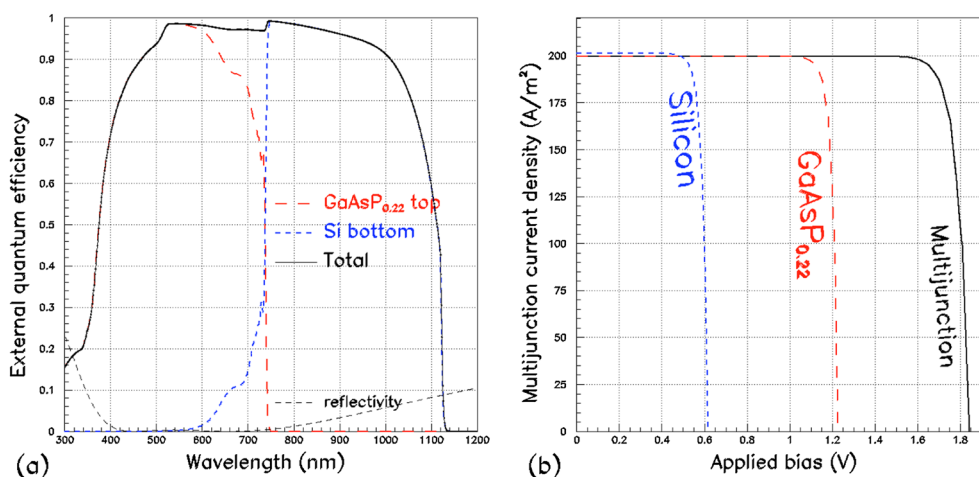 1
0.9
0.8
0.7
0.6
0.5
0.4
0.3
0.2
0.1
0
300 400 500 600 700 800 900 1000 1100 1200
External quantum efficiency
Wavelength (nm)
GaAsP0.22 top
Si bottom
Total
reflectivity
(a)
200
175
150
125
100
75
50
25
0
0 0.2 0.4 0.6 0.8 1 1.2 1.4 1.6 1.8
Multijunction current density (A/m²)
Applied bias (V)
Silicon
GaAsP0.22
Multijunction
(b)